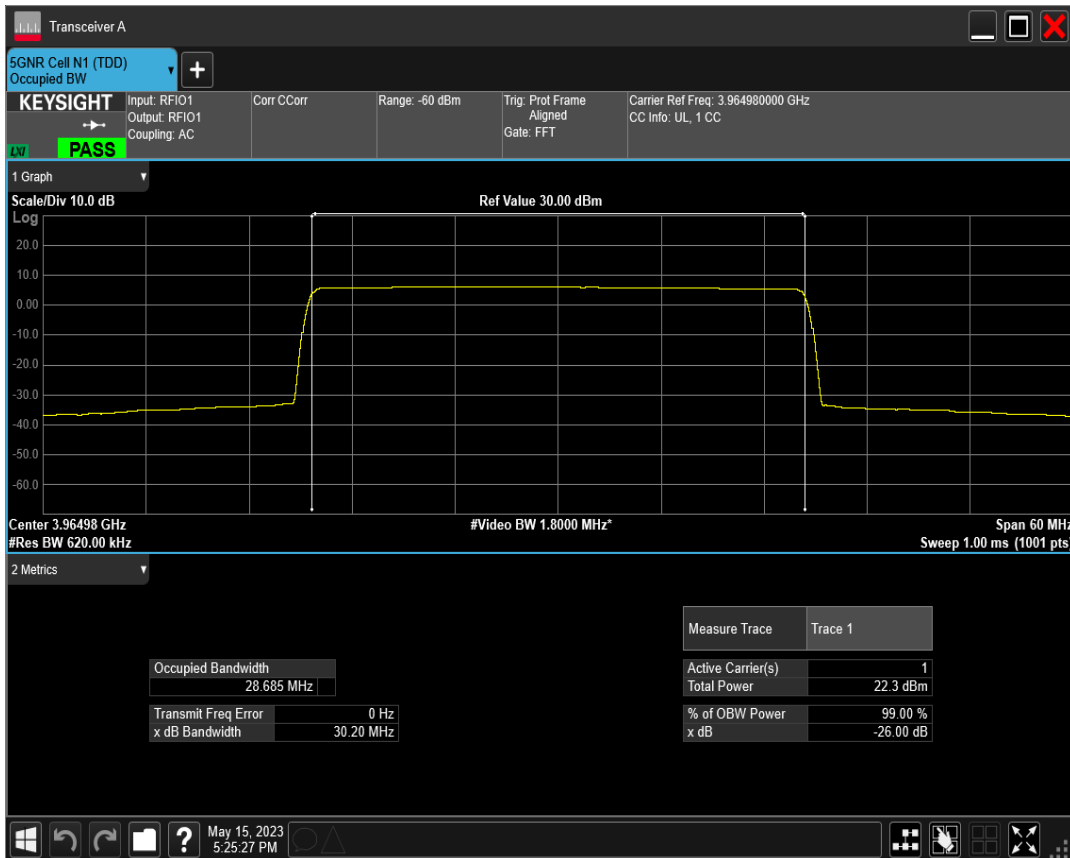 Transceiver A
5GNR Cell N1 (TDD)
Occupied BW
+
KEYSIGHT
LXI
PASS
Input: RFIO1
Output: RFIO1
Coupling: AC
Corr CCorr
Range: -60 dBm
Trig: Prot Frame
Aligned
Gate: FFT
Carrier Ref Freq: 3.964980000 GHz
CC Info: UL, 1 CC
1 Graph
Scale/Div 10.0 dB
Ref Value 30.00 dBm
Log
20.0
10.0
0.00
-10.0
-20.0
-30.0
-40.0
-50.0
-60.0
Center 3.96498 GHz
#Video BW 1.8000 MHz*
Span 60 MHz
#Res BW 620.00 kHz
Sweep 1.00 ms (1001 pts)
2 Metrics
Measure Trace Trace 1
Occupied Bandwidth
28.685 MHz
Active Carrier(s) 1
Total Power 22.3 dBm
Transmit Freq Error 0 Hz
x dB Bandwidth 30.20 MHz
% of OBW Power 99.00 %
x dB -26.00 dB
?
May 15, 2023
5:25:27 PM